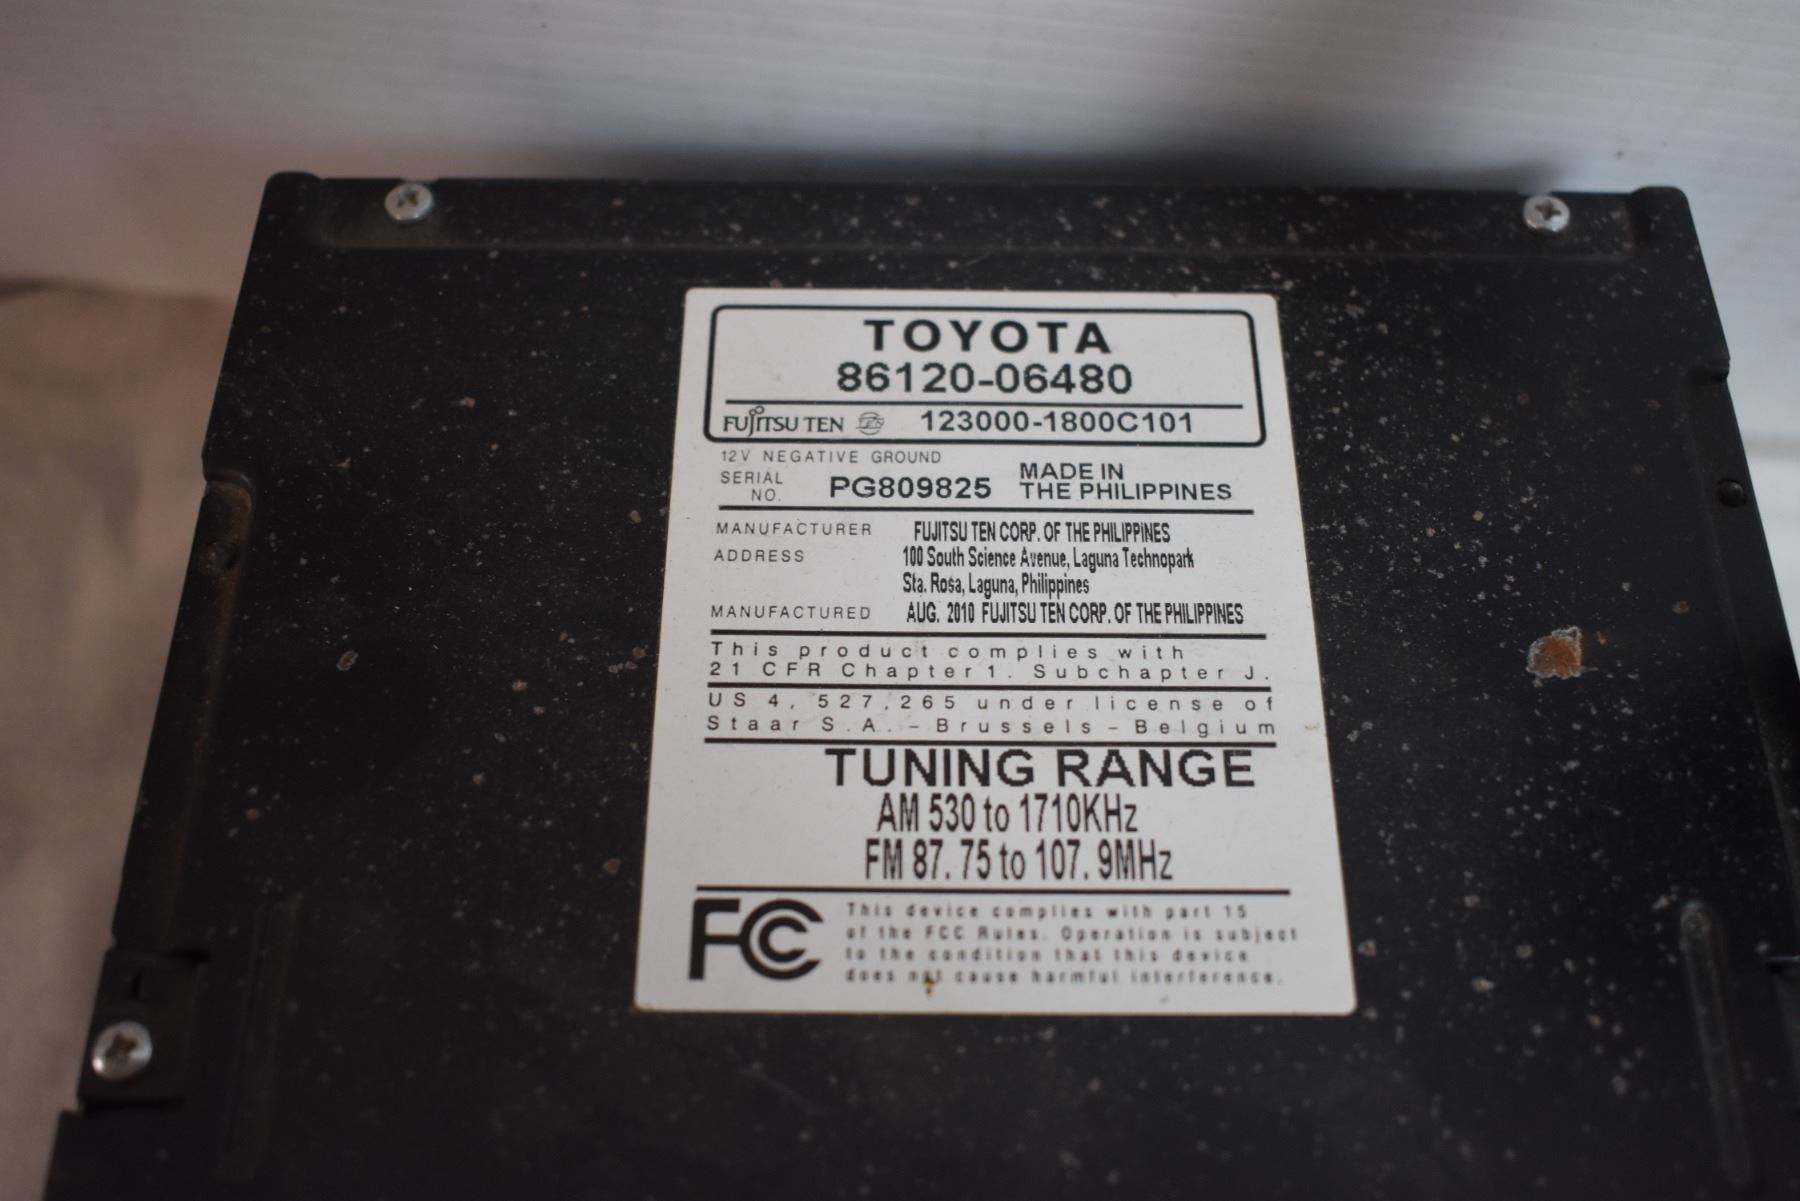 TOYOTA
86120-06480
FUJITSU TEN TEN 123000-1800C101
12V NEGATIVE GROUND
SERIAL NO. PG809825 MADE IN THE PHILIPPINES
MANUFACTURER FUJITSU TEN CORP. OF THE PHILIPPINES
ADDRESS 100 South Science Avenue, Laguna Technopark
Sta. Rosa, Laguna, Philippines
MANUFACTURED AUG. 2010 FUJITSU TEN CORP. OF THE PHILIPPINES
This product complies with
21 CFR Chapter 1. Subchapter J.
US 4, 527, 265 under license of
Staar S.A. - Brussels - Belgium
TUNING RANGE
AM 530 to 1710KHz
FM 87. 75 to 107. 9MHz
FC This device complies with part 15
of the FCC Rules. Operation is subject
to the condition that this device
does not cause harmful interference.